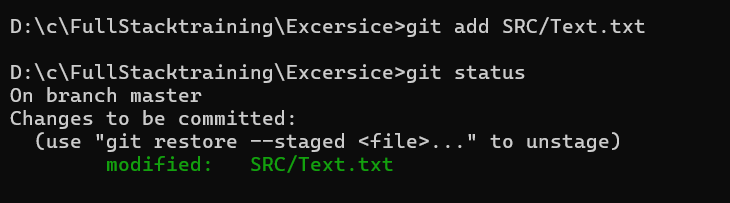 D:\c\FullStacktraining\Excersice>git add SRC/Text.txt
D:\c\FullStacktraining\Excersice>git status
On branch master
Changes to be committed:
  (use "git restore --staged <file>..." to unstage)
        modified:   SRC/Text.txt